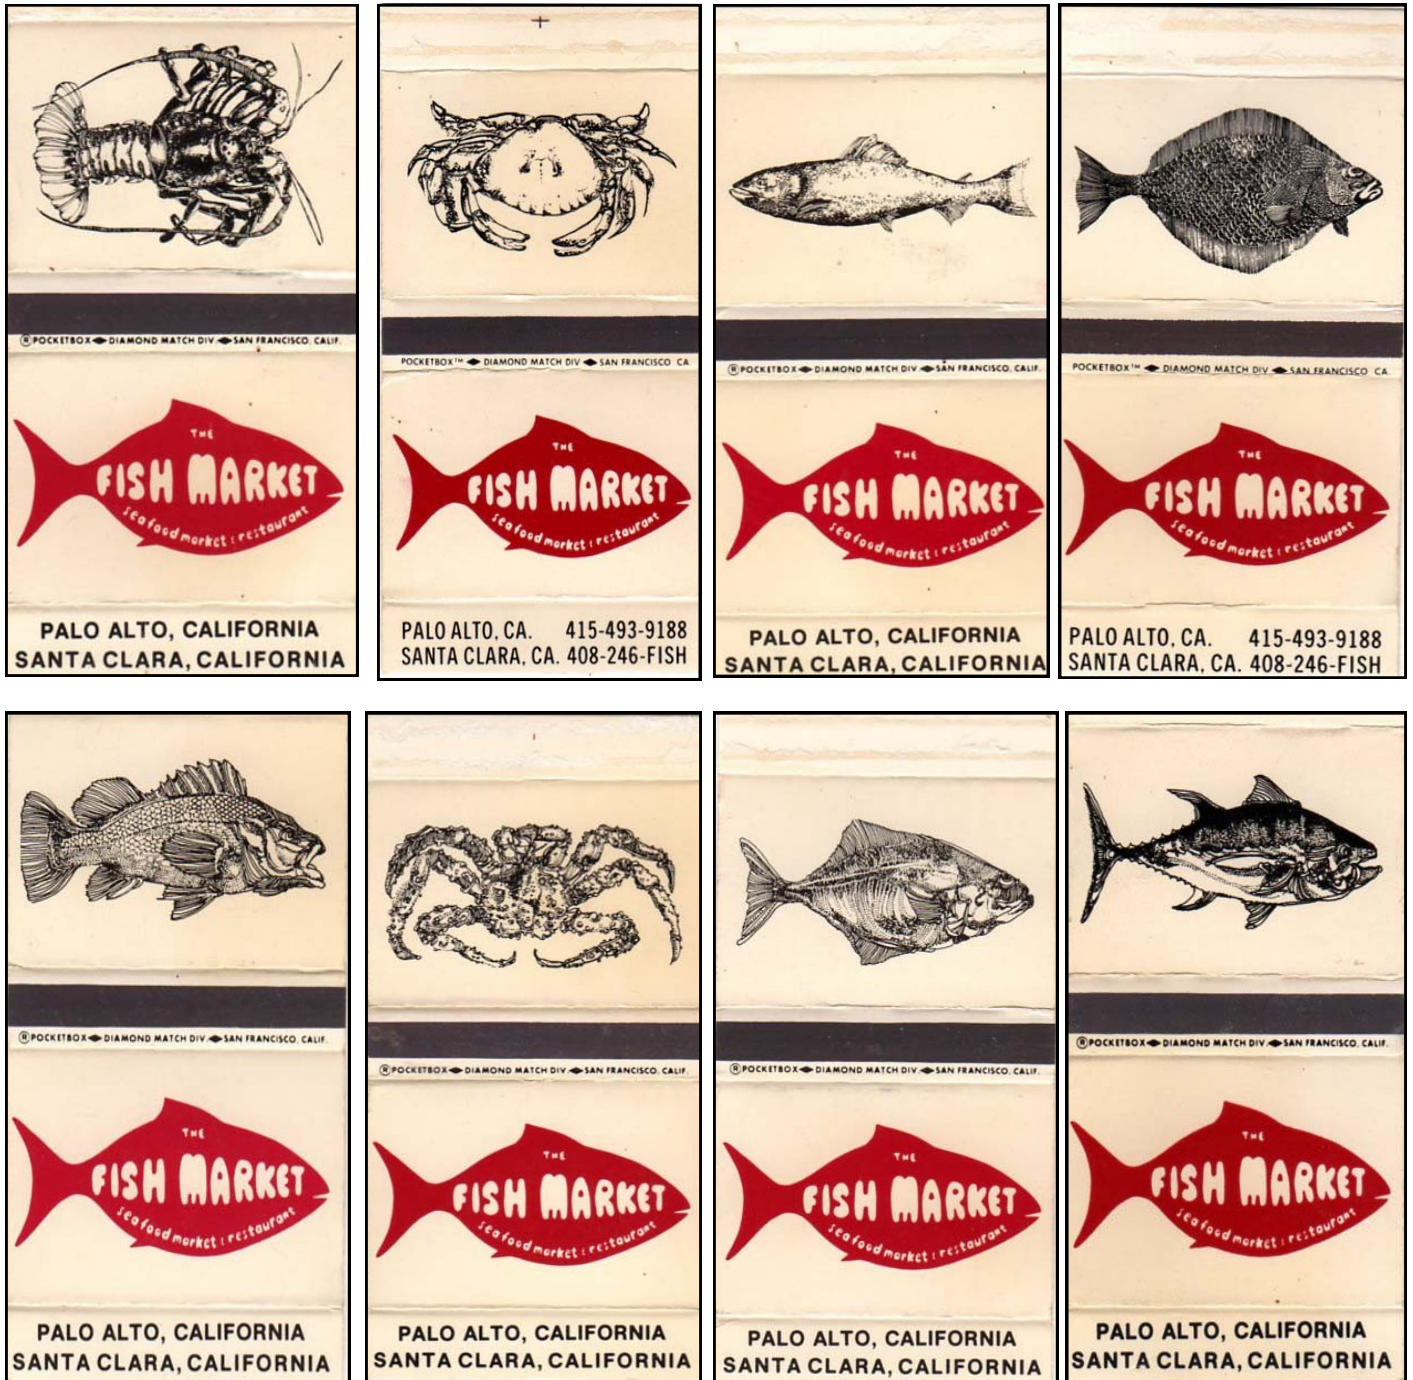 ®POCKETBOX◆DIAMOND MATCH DIV.◆SAN FRANCISCO, CALIF.
THE
FISH MARKET
seafood market : restaurant
PALO ALTO, CALIFORNIA
SANTA CLARA, CALIFORNIA
POCKETBOX™ ◆ DIAMOND MATCH DIV ◆ SAN FRANCISCO CA
THE
FISH MARKET
seafood market : restaurant
PALO ALTO, CA. 415-493-9188
SANTA CLARA, CA. 408-246-FISH
®POCKETBOX◆DIAMOND MATCH DIV.◆SAN FRANCISCO, CALIF.
THE
FISH MARKET
seafood market : restaurant
PALO ALTO, CALIFORNIA
SANTA CLARA, CALIFORNIA
POCKETBOX™ ◆ DIAMOND MATCH DIV ◆ SAN FRANCISCO CA
THE
FISH MARKET
seafood market : restaurant
PALO ALTO, CA. 415-493-9188
SANTA CLARA, CA. 408-246-FISH
®POCKETBOX◆DIAMOND MATCH DIV.◆SAN FRANCISCO, CALIF.
THE
FISH MARKET
seafood market : restaurant
PALO ALTO, CALIFORNIA
SANTA CLARA, CALIFORNIA
®POCKETBOX◆DIAMOND MATCH DIV.◆SAN FRANCISCO, CALIF.
THE
FISH MARKET
seafood market : restaurant
PALO ALTO, CALIFORNIA
SANTA CLARA, CALIFORNIA
®POCKETBOX◆DIAMOND MATCH DIV.◆SAN FRANCISCO, CALIF.
THE
FISH MARKET
seafood market : restaurant
PALO ALTO, CALIFORNIA
SANTA CLARA, CALIFORNIA
®POCKETBOX◆DIAMOND MATCH DIV.◆SAN FRANCISCO, CALIF.
THE
FISH MARKET
seafood market : restaurant
PALO ALTO, CALIFORNIA
SANTA CLARA, CALIFORNIA